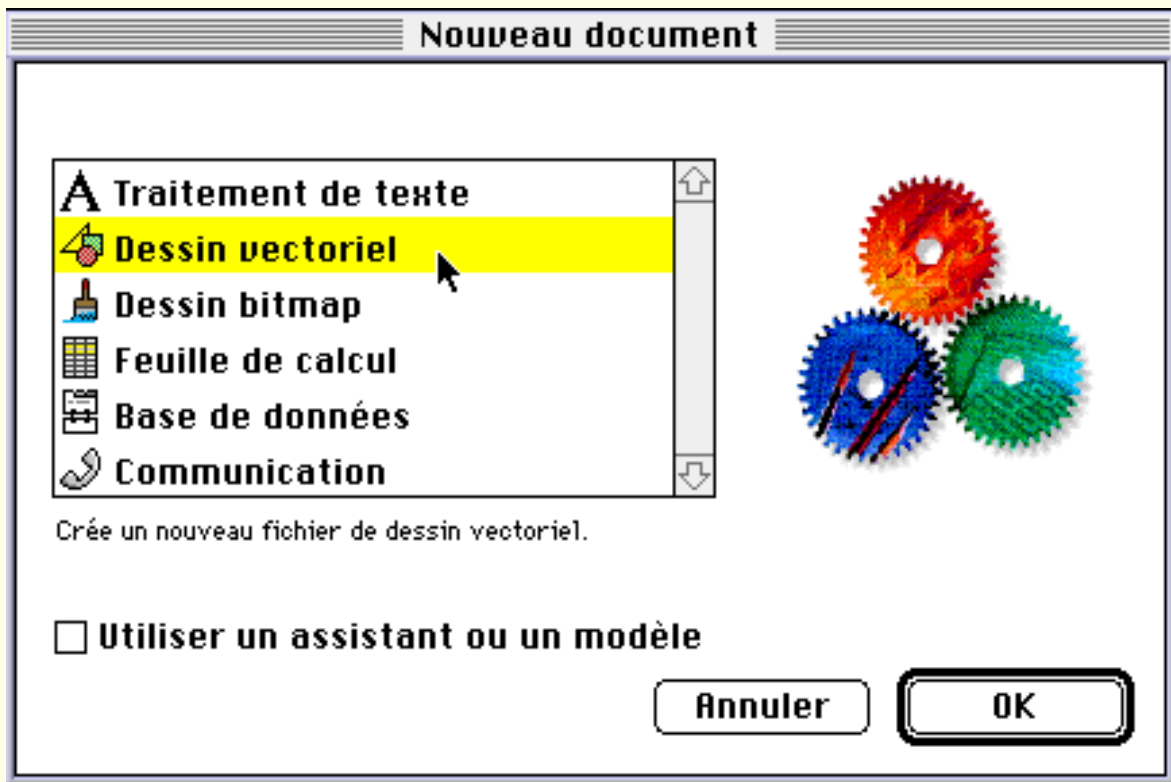 Nouveau document
Traitement de texte
Dessin vectoriel
Dessin bitmap
Feuille de calcul
Base de données
Communication
Crée un nouveau fichier de dessin vectoriel.
Utiliser un assistant ou un modèle
Annuler OK